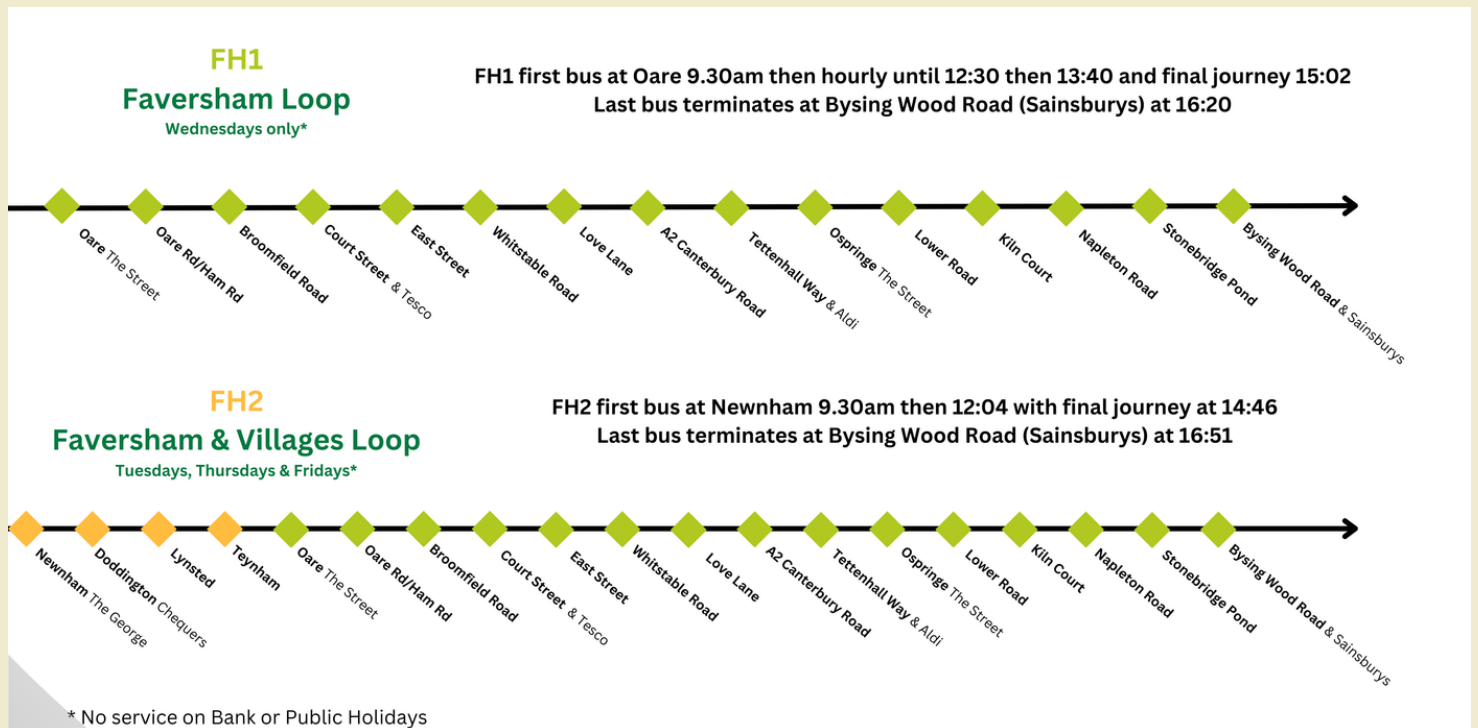 FH1
Faversham Loop
Wednesdays only*
FH1 first bus at Oare 9.30am then hourly until 12:30 then 13:40 and final journey 15:02
Last bus terminates at Bysing Wood Road (Sainsburys) at 16:20
Oare The Street
Oare Rd/Ham Rd
Broomfield Road
Court Street & Tesco
East Street
Whitstable Road
Love Lane
A2 Canterbury Road
Tettenhall Way & Aldi
Ospringe The Street
Lower Road
Kiln Court
Napleton Road
Stonebridge Pond
Bysing Wood Road & Sainsburys
FH2
Faversham & Villages Loop
Tuesdays, Thursdays & Fridays*
FH2 first bus at Newnham 9.30am then 12:04 with final journey at 14:46
Last bus terminates at Bysing Wood Road (Sainsburys) at 16:51
Newnham The George
Doddington Chequers
Lynsted
Teynham
Oare The Street
Oare Rd/Ham Rd
Broomfield Road
Court Street & Tesco
East Street
Whitstable Road
Love Lane
A2 Canterbury Road
Tettenhall Way & Aldi
Ospringe The Street
Lower Road
Kiln Court
Napleton Road
Stonebridge Pond
Bysing Wood Road & Sainsburys
* No service on Bank or Public Holidays